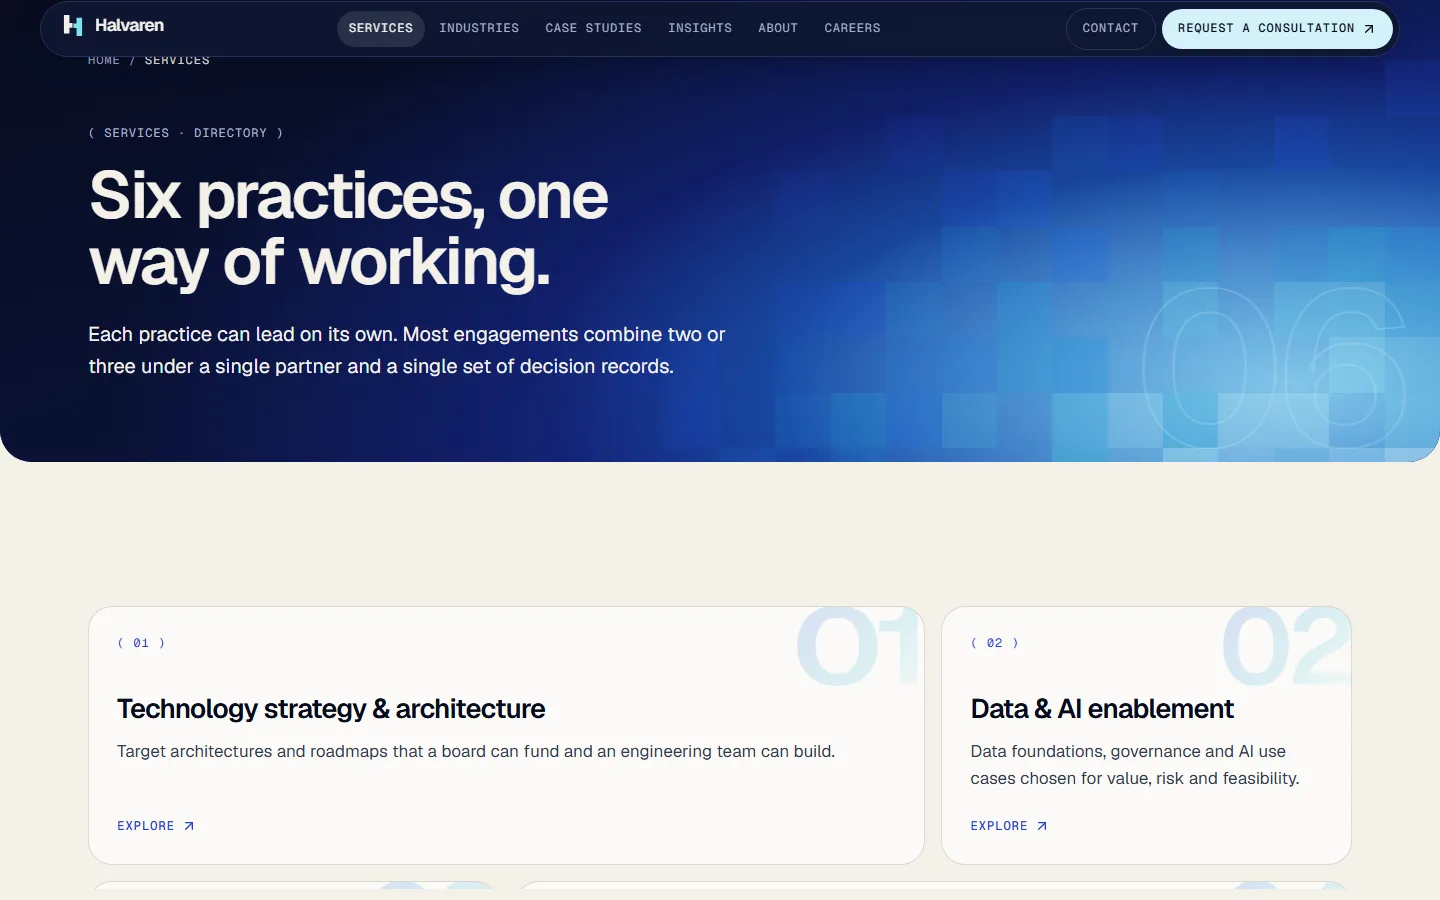 Halvaren
SERVICES
INDUSTRIES
CASE STUDIES
INSIGHTS
ABOUT
CAREERS
CONTACT
REQUEST A CONSULTATION
HOME / SERVICES
( SERVICES · DIRECTORY )
Six practices, one
way of working.
Each practice can lead on its own. Most engagements combine two or
three under a single partner and a single set of decision records.
06
( 01 )
01
Technology strategy & architecture
Target architectures and roadmaps that a board can fund and an engineering team can build.
EXPLORE
( 02 )
02
Data & AI enablement
Data foundations, governance and AI use
cases chosen for value, risk and feasibility.
EXPLORE